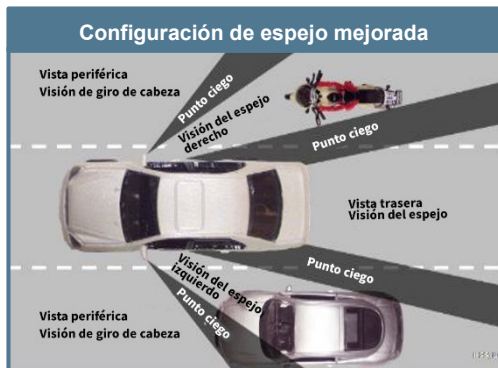 Configuración de espejo mejorada
Vista periférica
Visión de giro de cabeza
Punto ciego
Visión del espejo
derecho
Punto ciego
Vista trasera
Visión del espejo
Punto ciego
Visión del espejo
izquierdo
Punto ciego
Vista periférica
Visión de giro de cabeza